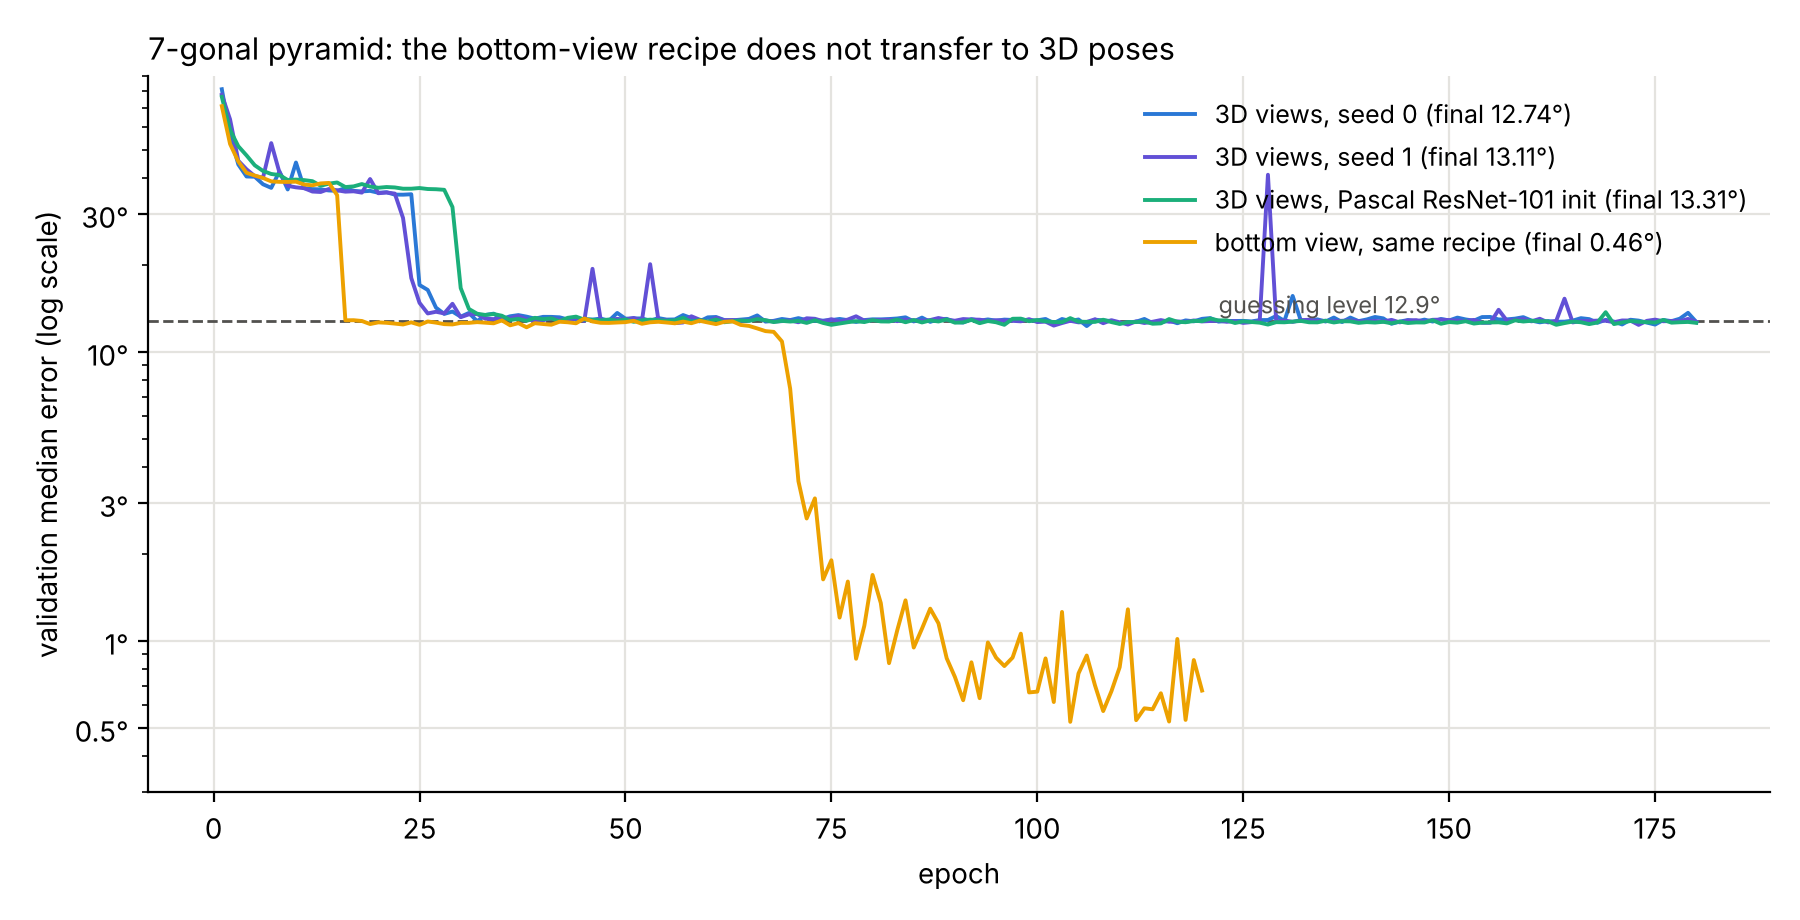 7-gonal pyramid: the bottom-view recipe does not transfer to 3D poses
3D views, seed 0 (final 12.74°)
3D views, seed 1 (final 13.11°)
3D views, Pascal ResNet-101 init (final 13.31°)
bottom view, same recipe (final 0.46°)
guessing level 12.9°
validation median error (log scale)
30°
10°
3°
1°
0.5°
0 25 50 75 100 125 150 175
epoch